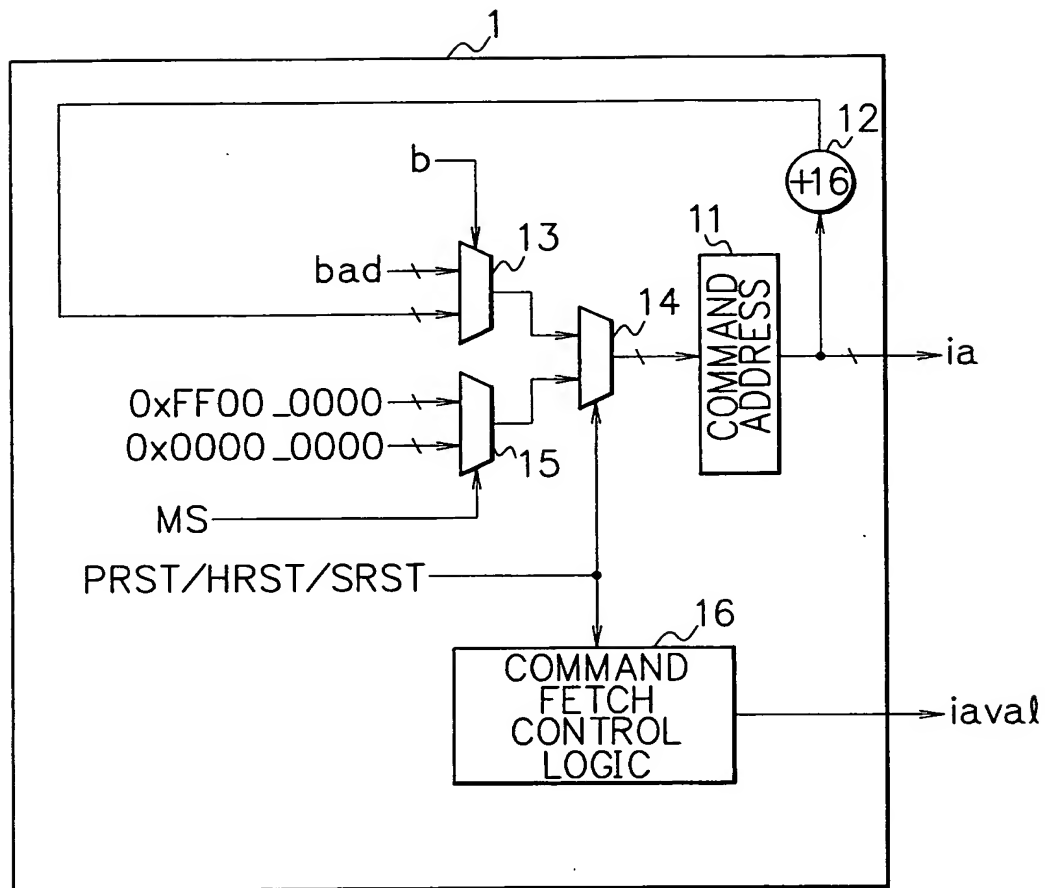 1
12
+16
b
13
bad
11
COMMAND
ADDRESS
14
ia
0xFF00_0000
0x0000_0000
15
MS
PRST/HRST/SRST
16
COMMAND
FETCH
CONTROL
LOGIC
iaval